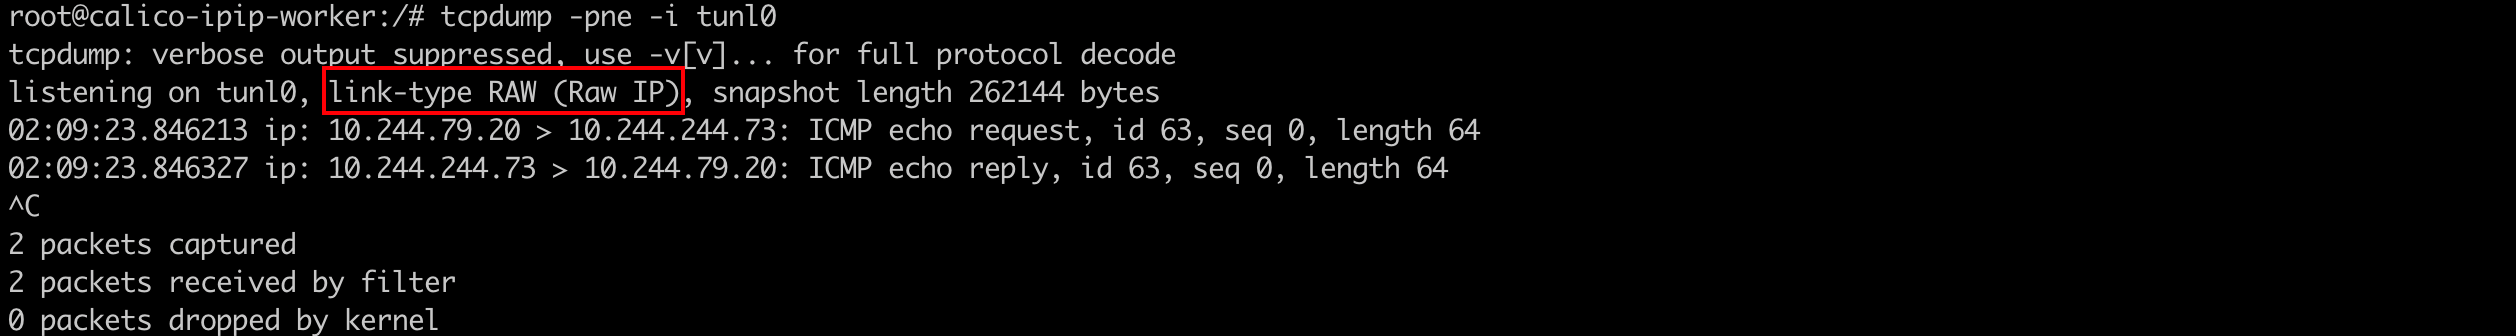 root@calico-ipip-worker:/# tcpdump -pne -i tunl0
tcpdump: verbose output suppressed, use -v[v]... for full protocol decode
listening on tunl0, link-type RAW (Raw IP), snapshot length 262144 bytes
02:09:23.846213 ip: 10.244.79.20 > 10.244.244.73: ICMP echo request, id 63, seq 0, length 64
02:09:23.846327 ip: 10.244.244.73 > 10.244.79.20: ICMP echo reply, id 63, seq 0, length 64
^C
2 packets captured
2 packets received by filter
0 packets dropped by kernel